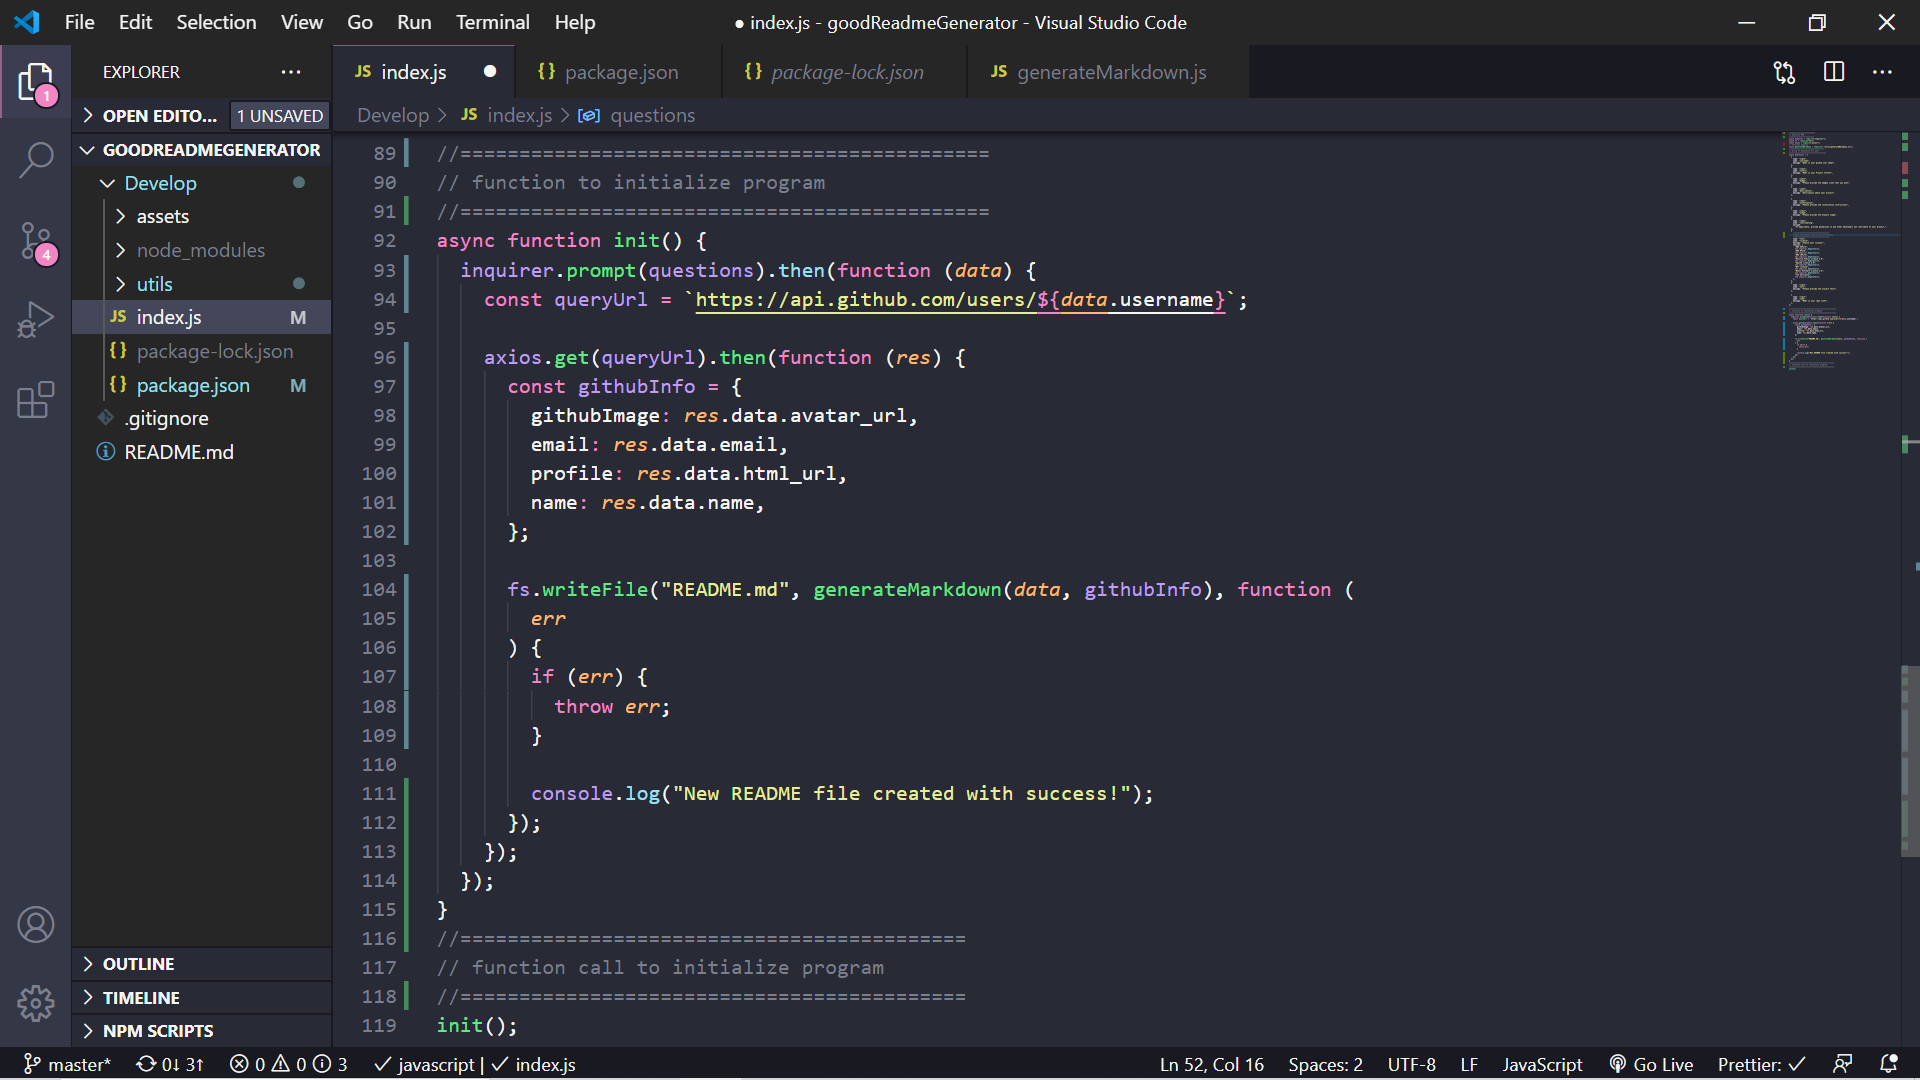 File Edit Selection View Go Run Terminal Help
● index.js - goodReadmeGenerator - Visual Studio Code
EXPLORER
JS index.js
{} package.json
{} package-lock.json
JS generateMarkdown.js
1
OPEN EDITO... 1 UNSAVED
Develop > JS index.js > questions
GOODREADMEGENERATOR
Develop
assets
node_modules
4
utils
JS index.js M
{} package-lock.json
{} package.json M
.gitignore
README.md
OUTLINE
TIMELINE
NPM SCRIPTS
89 //=============================================
90 // function to initialize program
91 //=============================================
92 async function init() {
93 inquirer.prompt(questions).then(function (data) {
94 const queryUrl = `https://api.github.com/users/${data.username}`;
95
96 axios.get(queryUrl).then(function (res) {
97 const githubInfo = {
98 githubImage: res.data.avatar_url,
99 email: res.data.email,
100 profile: res.data.html_url,
101 name: res.data.name,
102 };
103
104 fs.writeFile("README.md", generateMarkdown(data, githubInfo), function (
105 err
106 ) {
107 if (err) {
108 throw err;
109 }
110
111 console.log("New README file created with success!");
112 });
113 });
114 });
115 }
116 //===========================================
117 // function call to initialize program
118 //===========================================
119 init();
master* 0↓ 3↑ 0 0 3 ✓ javascript | ✓ index.js
Ln 52, Col 16 Spaces: 2 UTF-8 LF JavaScript Go Live Prettier: ✓